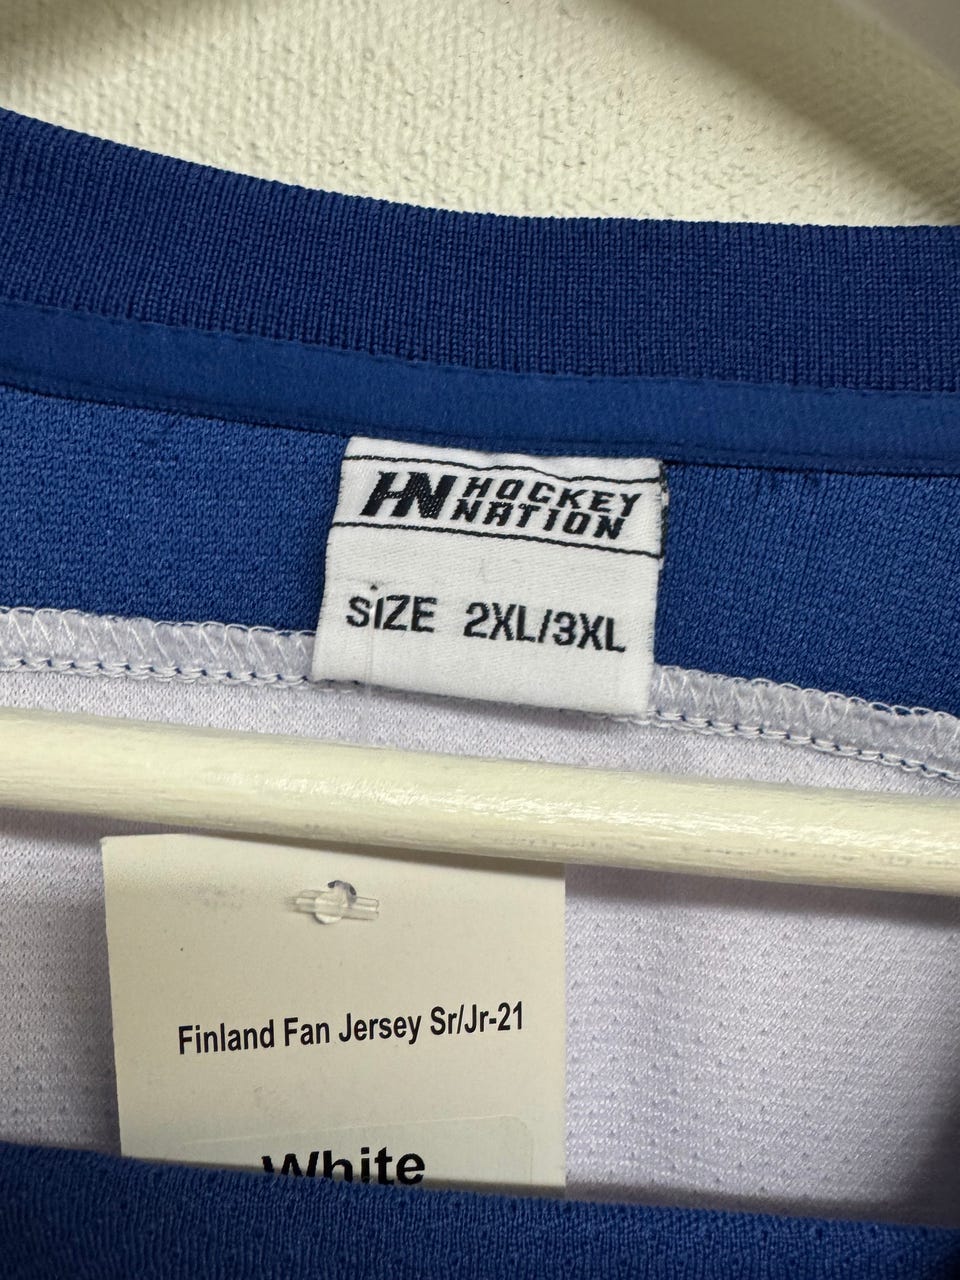 HN HOCKEY
NATION
SIZE 2XL/3XL
Finland Fan Jersey Sr/Jr-21
White